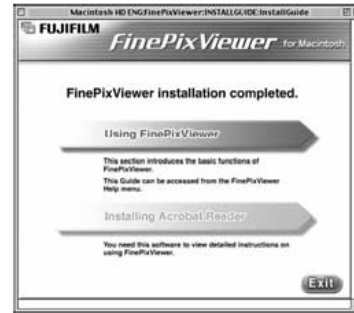 Macintosh HD ENG:FinePixViewer:INSTALLGUIDE:InstallGuide
FUJIFILM
FinePixViewer for Macintosh
FinePixViewer installation completed.
Using FinePixViewer
This section introduces the basic functions of
FinePixViewer.
This Guide can be accessed from the FinePixViewer
Help menu.
Installing Acrobat Reader
You need this software to view detailed instructions on
using FinePixViewer.
Exit